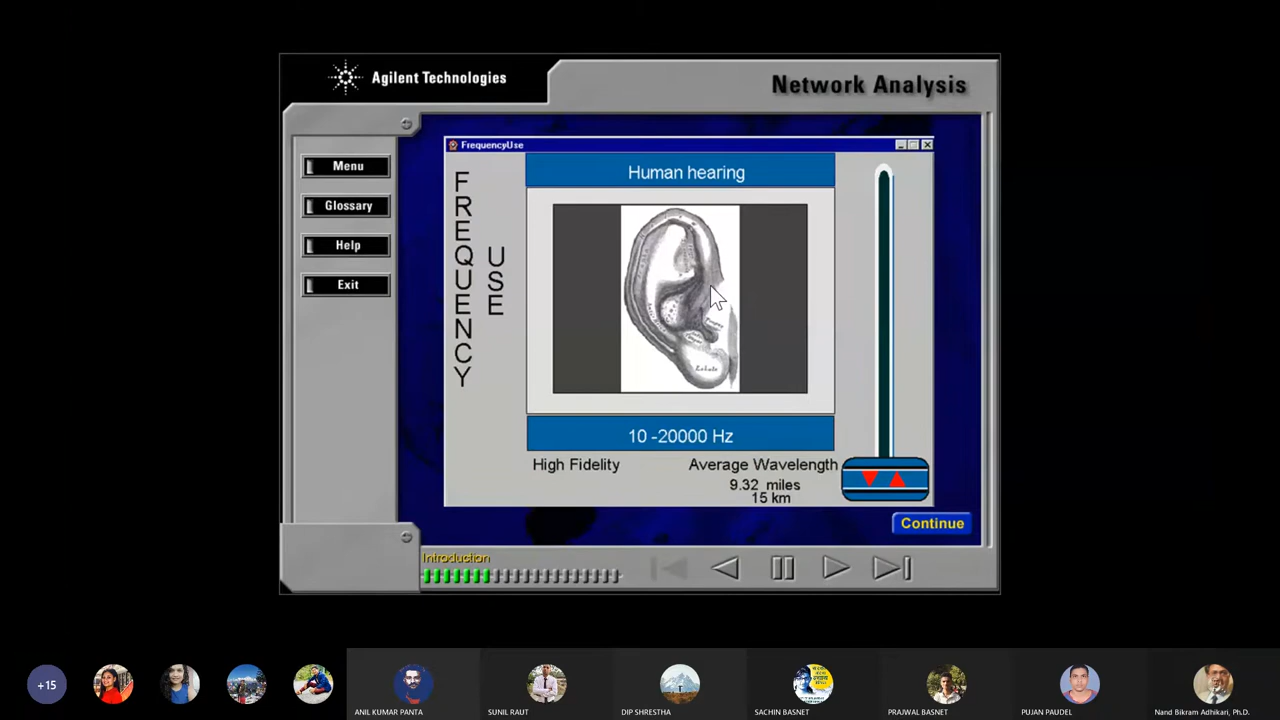 Agilent Technologies
Network Analysis
Menu
Glossary
Help
Exit
FrequencyUse
FREQUENCY
USE
Human hearing
Lobule
10 -20000 Hz
High Fidelity
Average Wavelength
9.32 miles
15 km
Continue
Introduction
+15
ANIL KUMAR PANTA
SUNIL RAUT
DIP SHRESTHA
SACHIN BASNET
PRAJWAL BASNET
PUJAN PAUDEL
Nand Bikram Adhikari, Ph.D.